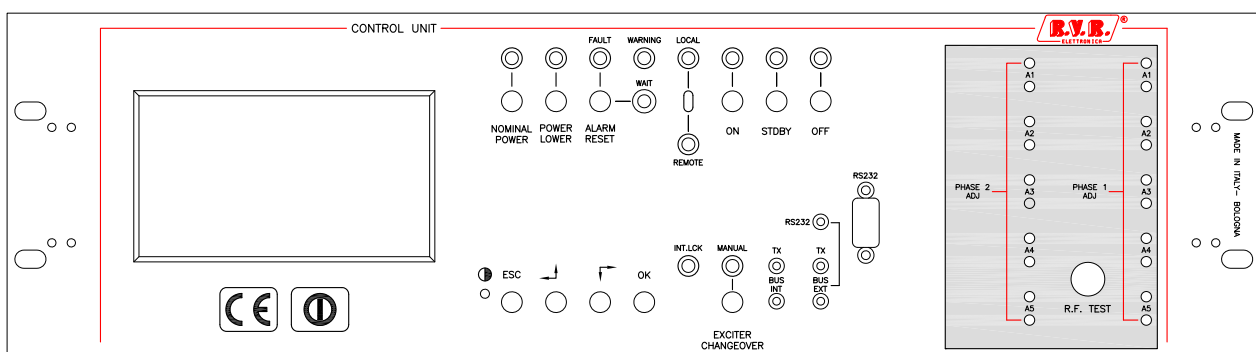 CONTROL UNIT
R.V.R.®
ELETTRONICA
FAULT
WARNING
LOCAL
WAIT
NOMINAL
POWER
POWER
LOWER
ALARM
RESET
ON
STDBY
OFF
REMOTE
RS232
RS232
INT.LCK
MANUAL
TX
TX
BUS
INT
BUS
EXT
ESC
OK
EXCITER
CHANGEOVER
CE
A1
A2
A3
A4
A5
PHASE 2
ADJ
PHASE 1
ADJ
A1
A2
A3
A4
A5
R.F. TEST
MADE IN ITALY- BOLOGNA